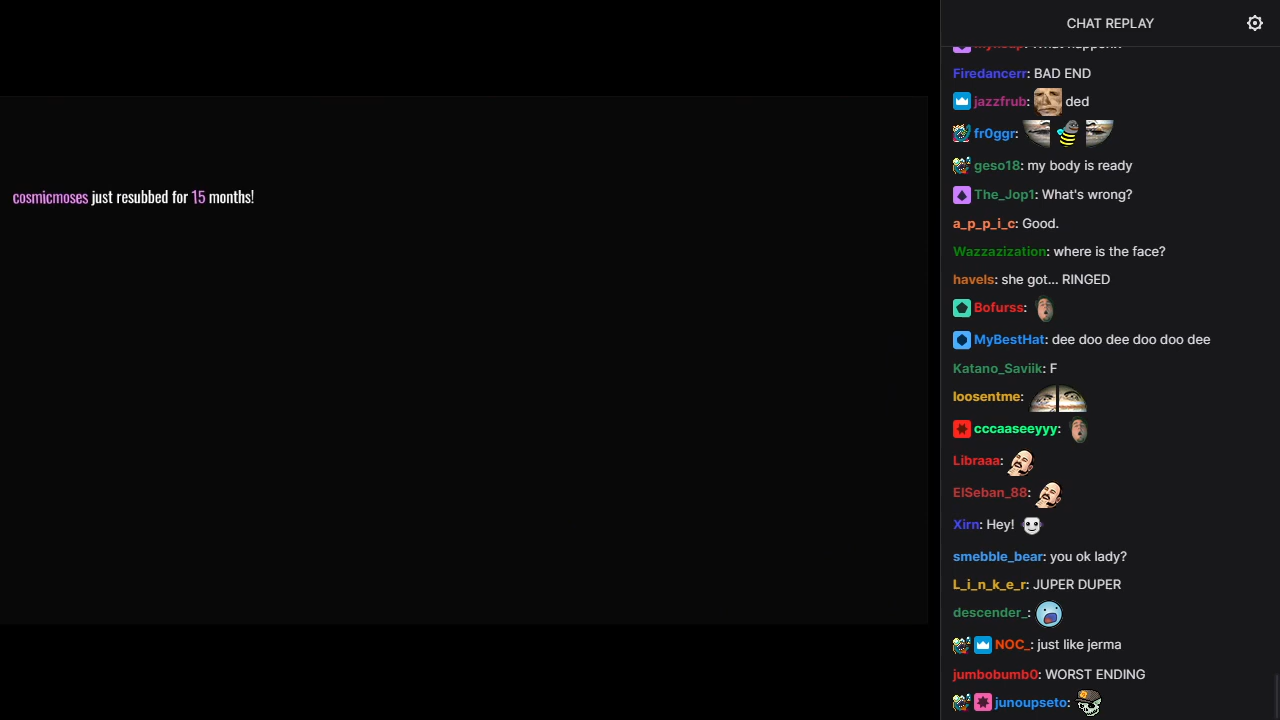 CHAT REPLAY
Firedancerr: BAD END
jazzfrub: ded
fr0ggr:
geso18: my body is ready
The_Jop1: What's wrong?
a_p_p_i_c: Good.
Wazzazization: where is the face?
havels: she got... RINGED
Bofurss:
MyBestHat: dee doo dee doo doo dee
Katano_Saviik: F
loosentme:
cccaaseeyyy:
Libraaa:
ElSeban_88:
Xirn: Hey!
smebble_bear: you ok lady?
L_i_n_k_e_r: JUPER DUPER
descender_:
NOC_: just like jerma
jumbobumb0: WORST ENDING
junoupseto:
cosmicmoses just resubbed for 15 months!